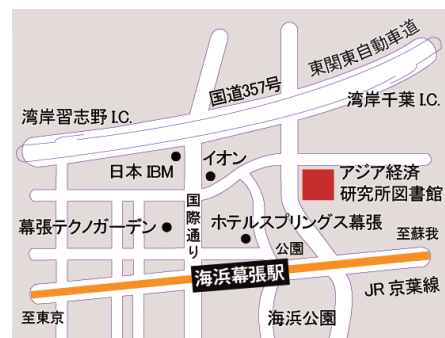 東関東自動車道
国道357号
湾岸習志野 I.C.
湾岸千葉 I.C.
日本 IBM
イオン
アジア経済
研究所図書館
国際通り
幕張テクノガーデン
ホテルスプリングス幕張
公園
至蘇我
海浜幕張駅
JR 京葉線
至東京
海浜公園